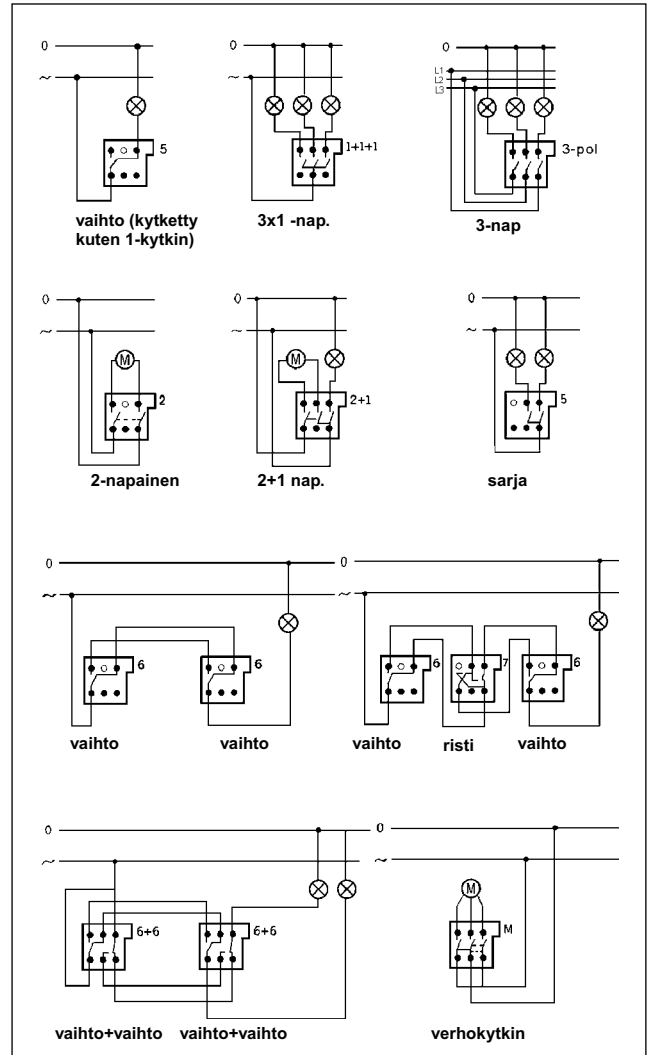 0
~
5
vaihto (kytketty
kuten 1-kytkin)
0
~
1+1+1
3x1 -nap.
0
L1
L2
L3
3-pol
3-nap
0
~
M
2
2-napainen
0
~
M
2+1
2+1 nap.
0
~
5
sarja
0
~
6
6
vaihto
vaihto
0
~
6
7
6
vaihto
risti
vaihto
0
~
6+6
6+6
vaihto+vaihto
vaihto+vaihto
0
~
M
M
verhokytkin